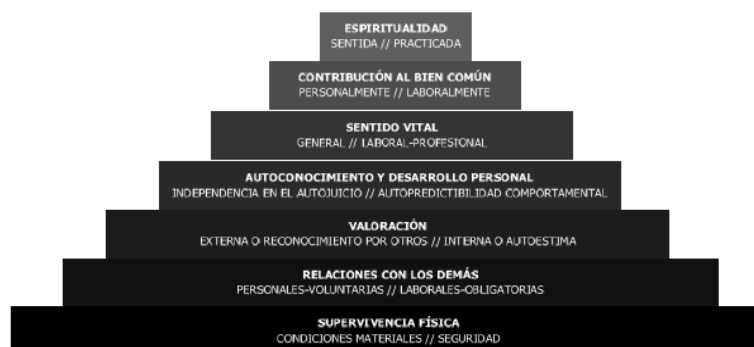 ESPIRITUALIDAD
SENTIDA // PRACTICADA
CONTRIBUCIÓN AL BIEN COMÚN
PERSONALMENTE // LABORALMENTE
SENTIDO VITAL
GENERAL // LABORAL-PROFESIONAL
AUTOCONOCIMIENTO Y DESARROLLO PERSONAL
INDEPENDENCIA EN EL AUTOJUICIO // AUTOPREDICTIBILIDAD COMPORTAMENTAL
VALORACIÓN
EXTERNA O RECONOCIMIENTO POR OTROS // INTERNA O AUTOESTIMA
RELACIONES CON LOS DEMÁS
PERSONALES-VOLUNTARIAS // LABORALES-OBLIGATORIAS
SUPERVIVENCIA FÍSICA
CONDICIONES MATERIALES // SEGURIDAD